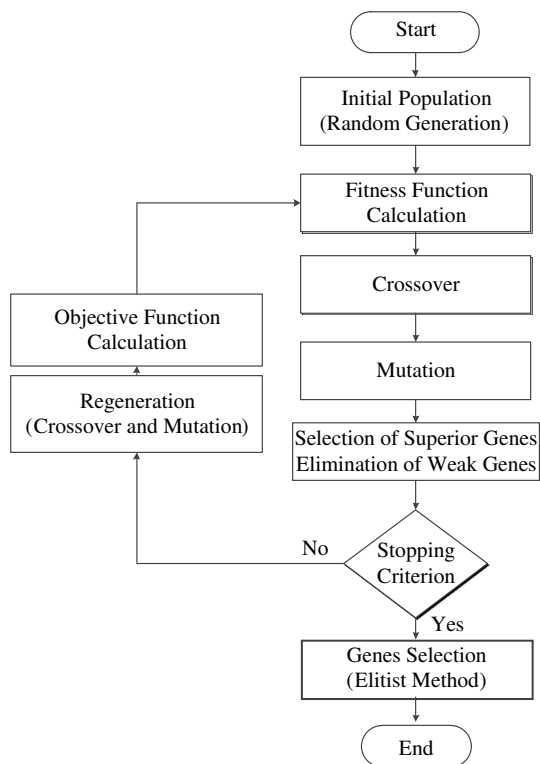 Start
Initial Population
(Random Generation)
Fitness Function
Calculation
Crossover
Mutation
Selection of Superior Genes
Elimination of Weak Genes
Stopping
Criterion
No
Regeneration
(Crossover and Mutation)
Objective Function
Calculation
Yes
Genes Selection
(Elitist Method)
End